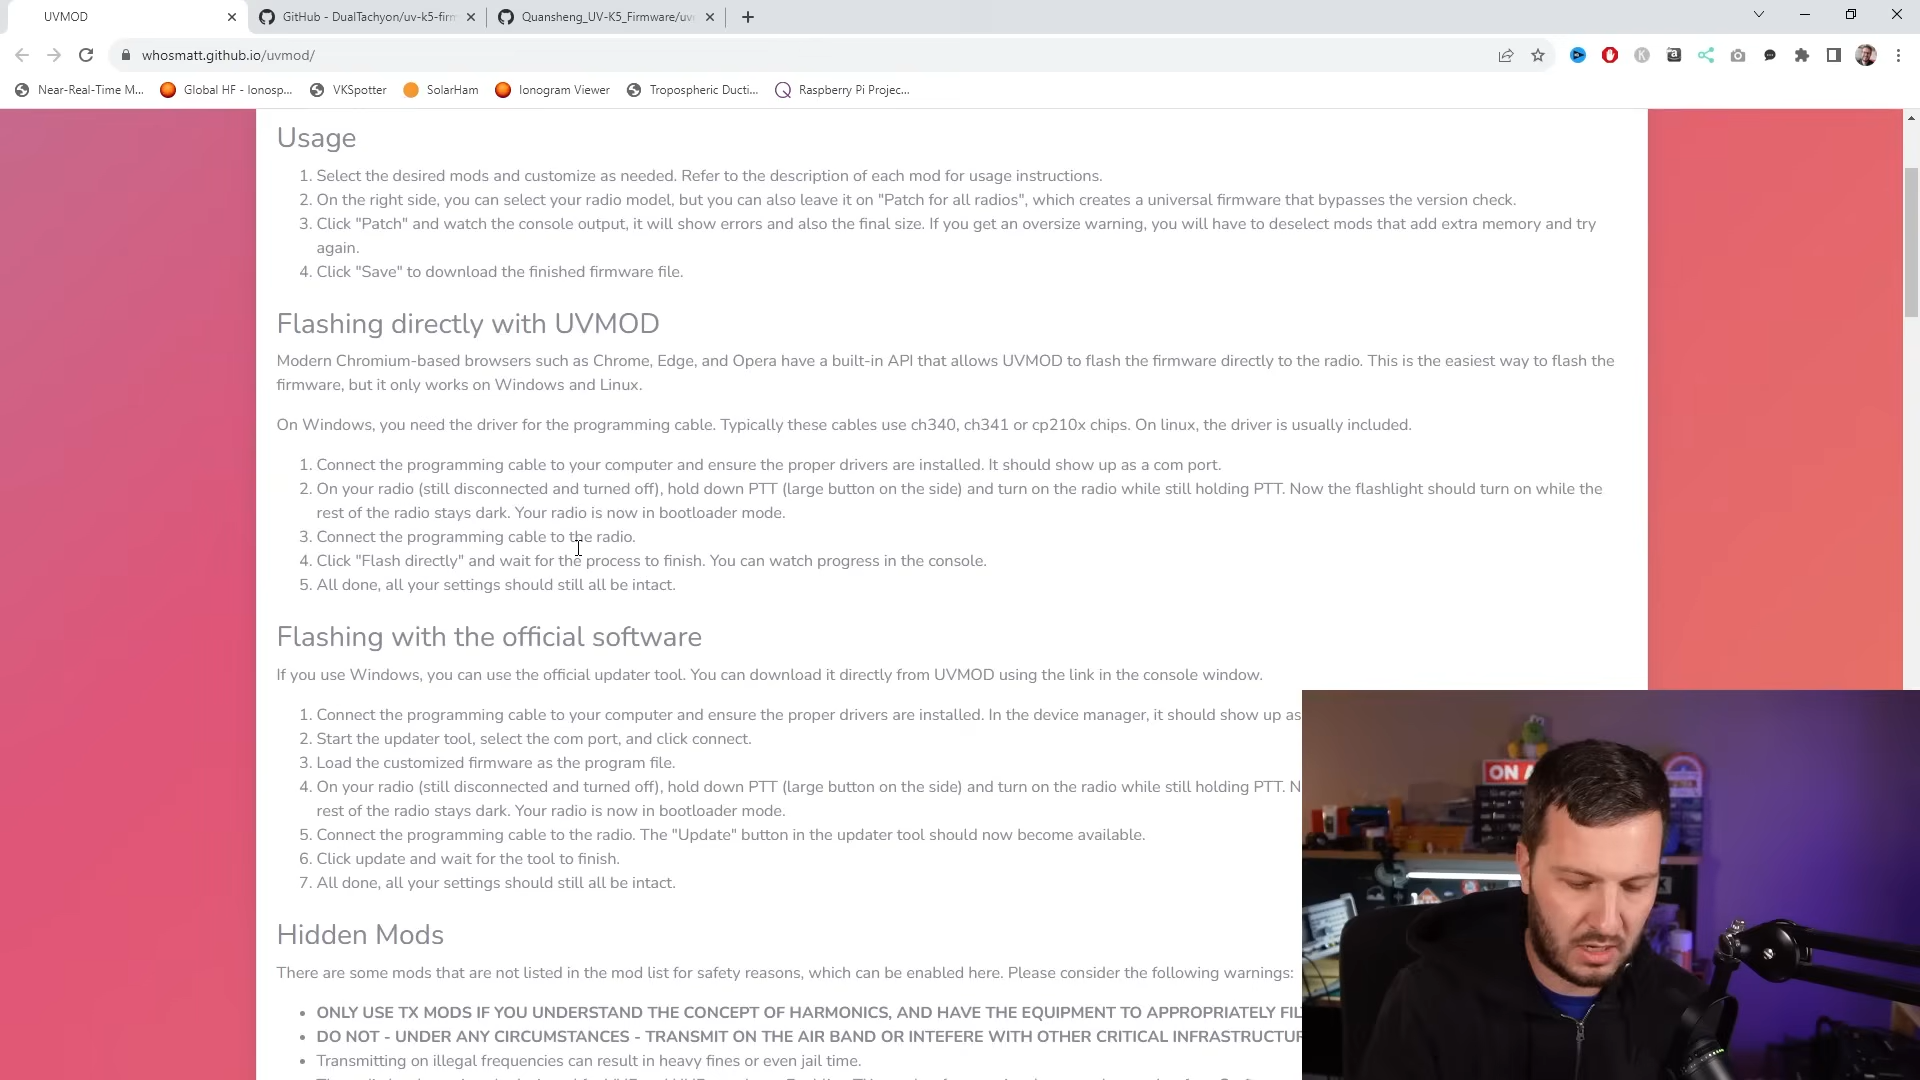 UVMOD
GitHub - DualTachyon/uv-k5-firm
Quansheng_UV-K5_Firmware/uv
whosmatt.github.io/uvmod/
Near-Real-Time M...
Global HF - Ionosp...
VKSpotter
SolarHam
Ionogram Viewer
Tropospheric Ducti...
Raspberry Pi Projec...
Usage
1. Select the desired mods and customize as needed. Refer to the description of each mod for usage instructions.
2. On the right side, you can select your radio model, but you can also leave it on "Patch for all radios", which creates a universal firmware that bypasses the version check.
3. Click "Patch" and watch the console output, it will show errors and also the final size. If you get an oversize warning, you will have to deselect mods that add extra memory and try
again.
4. Click "Save" to download the finished firmware file.
Flashing directly with UVMOD
Modern Chromium-based browsers such as Chrome, Edge, and Opera have a built-in API that allows UVMOD to flash the firmware directly to the radio. This is the easiest way to flash the
firmware, but it only works on Windows and Linux.
On Windows, you need the driver for the programming cable. Typically these cables use ch340, ch341 or cp210x chips. On linux, the driver is usually included.
1. Connect the programming cable to your computer and ensure the proper drivers are installed. It should show up as a com port.
2. On your radio (still disconnected and turned off), hold down PTT (large button on the side) and turn on the radio while still holding PTT. Now the flashlight should turn on while the
rest of the radio stays dark. Your radio is now in bootloader mode.
3. Connect the programming cable to the radio.
4. Click "Flash directly" and wait for the process to finish. You can watch progress in the console.
5. All done, all your settings should still all be intact.
Flashing with the official software
If you use Windows, you can use the official updater tool. You can download it directly from UVMOD using the link in the console window.
1. Connect the programming cable to your computer and ensure the proper drivers are installed. In the device manager, it should show up as
2. Start the updater tool, select the com port, and click connect.
3. Load the customized firmware as the program file.
4. On your radio (still disconnected and turned off), hold down PTT (large button on the side) and turn on the radio while still holding PTT. N
rest of the radio stays dark. Your radio is now in bootloader mode.
5. Connect the programming cable to the radio. The "Update" button in the updater tool should now become available.
6. Click update and wait for the tool to finish.
7. All done, all your settings should still all be intact.
ON A
Hidden Mods
There are some mods that are not listed in the mod list for safety reasons, which can be enabled here. Please consider the following warnings:
• ONLY USE TX MODS IF YOU UNDERSTAND THE CONCEPT OF HARMONICS, AND HAVE THE EQUIPMENT TO APPROPRIATELY FIL
• DO NOT - UNDER ANY CIRCUMSTANCES - TRANSMIT ON THE AIR BAND OR INTEFERE WITH OTHER CRITICAL INFRASTRUCTUR
• Transmitting on illegal frequencies can result in heavy fines or even jail time.